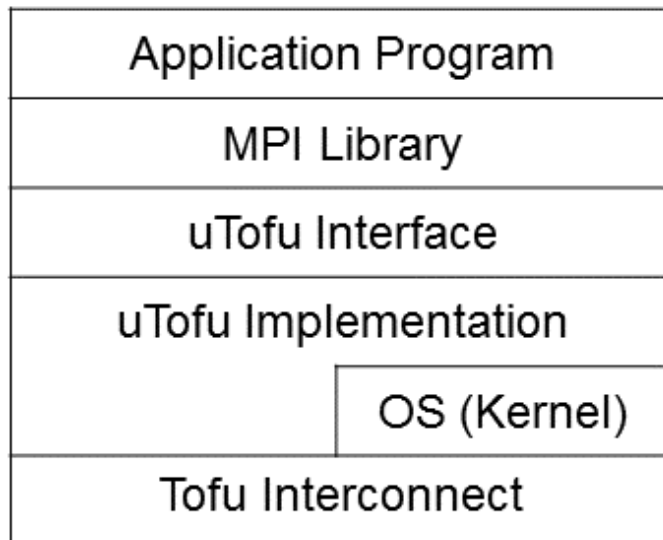 Application Program
MPI Library
uTofu Interface
uTofu Implementation
OS (Kernel)
Tofu Interconnect